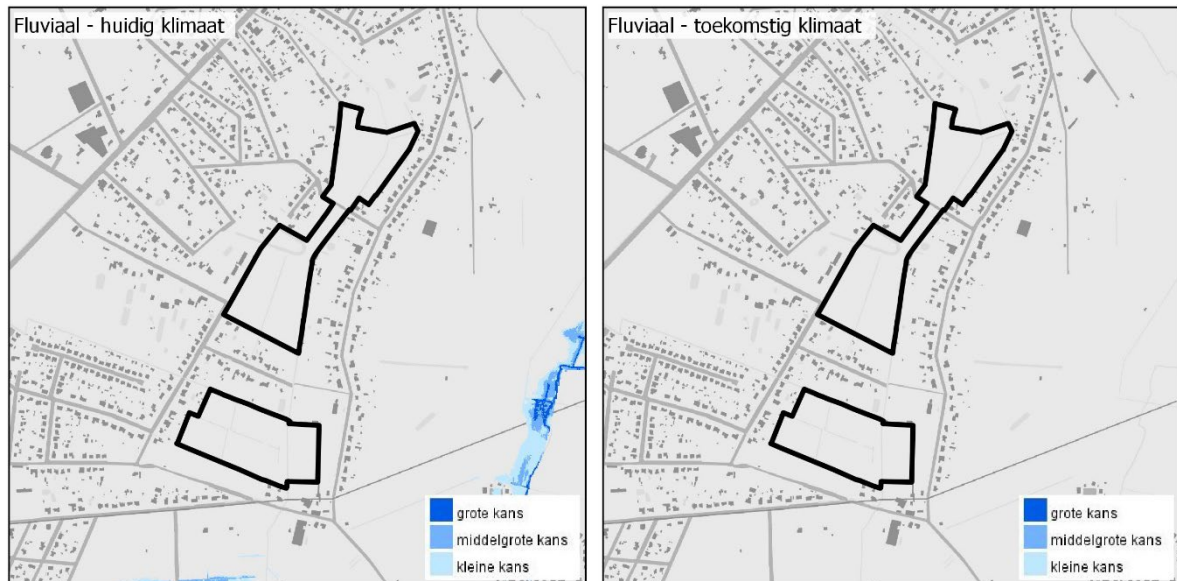 Fluviaal - huidig klimaat
grote kans
middelgrote kans
kleine kans
Fluviaal - toekomstig klimaat
grote kans
middelgrote kans
kleine kans